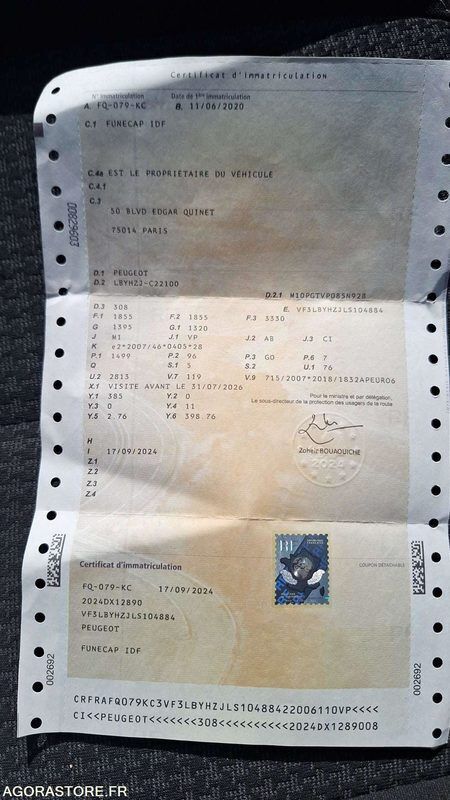 Certificat d'immatriculation
N° Immatriculation Date de 1ère immatriculation
A. FQ-079-KC B. 11/06/2020
C.1 FUNECAP IDF
C.4a EST LE PROPRIÉTAIRE DU VÉHICULE
C.4.1
C.3
50 BLVD EDGAR QUINET
75014 PARIS
00829603
D.1 PEUGEOT
D.2 LBYHZJ-C22100
D.2.1 M10PGTVP085N928
D.3 308 E. VF3LBYHZJLS104884
F.1 1855 F.2 1855 F.3 3330
G 1395 G.1 1320
J M1 J.1 VP J.2 AB J.3 CI
K e2*2007/46*0405*28
P.1 1499 P.2 96 P.3 GO P.6 7
Q S.1 5 S.2 U.1 76
U.2 2813 V.7 119 V.9 715/2007*2018/1832APEURO6
X.1 VISITE AVANT LE 31/07/2026
Y.1 385 Y.2 0
Y.3 0 Y.4 11
Y.5 2.76 Y.6 398.76
Pour le ministre et par délégation,
Le sous-directeur de la protection des usagers de la route
H
I 17/09/2024
Z.1
Z.2
Z.3
Z.4
Zoheir BOUAOUICHE
2024
Certificat d'immatriculation
COUPON DÉTACHABLE
FQ-079-KC 17/09/2024
2024DX12890
VF3LBYHZJLS104884
PEUGEOT
FUNECAP IDF
002692
002692
CRFRAFQ079KC3VF3LBYHZJLS10488422006110VP<<<<
CI<<PEUGEOT<<<<<<<308<<<<<<<<<<2024DX1289008
AGORASTORE.FR